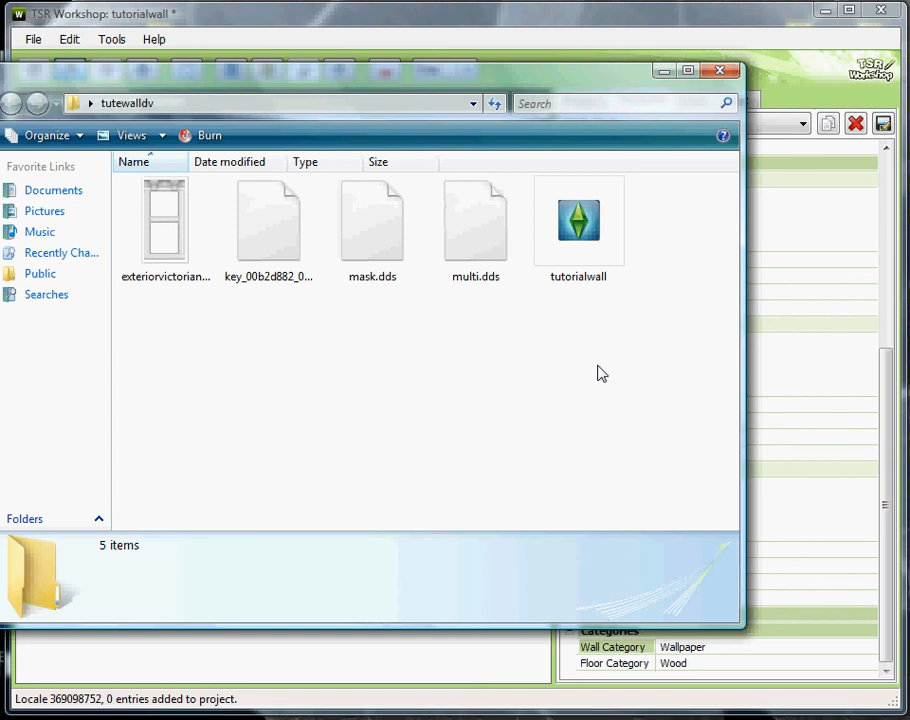 TSR Workshop: tutorialwall *
File Edit Tools Help
TSR
Workshop
tutewalldv
Search
Organize Views Burn
Favorite Links
Documents
Pictures
Music
Recently Cha...
Public
Searches
Folders
Name Date modified Type Size
exteriorvictorian... key_00b2d882_0... mask.dds multi.dds tutorialwall
5 items
Categories
Wall Category Wallpaper
Floor Category Wood
Locale 369098752, 0 entries added to project.